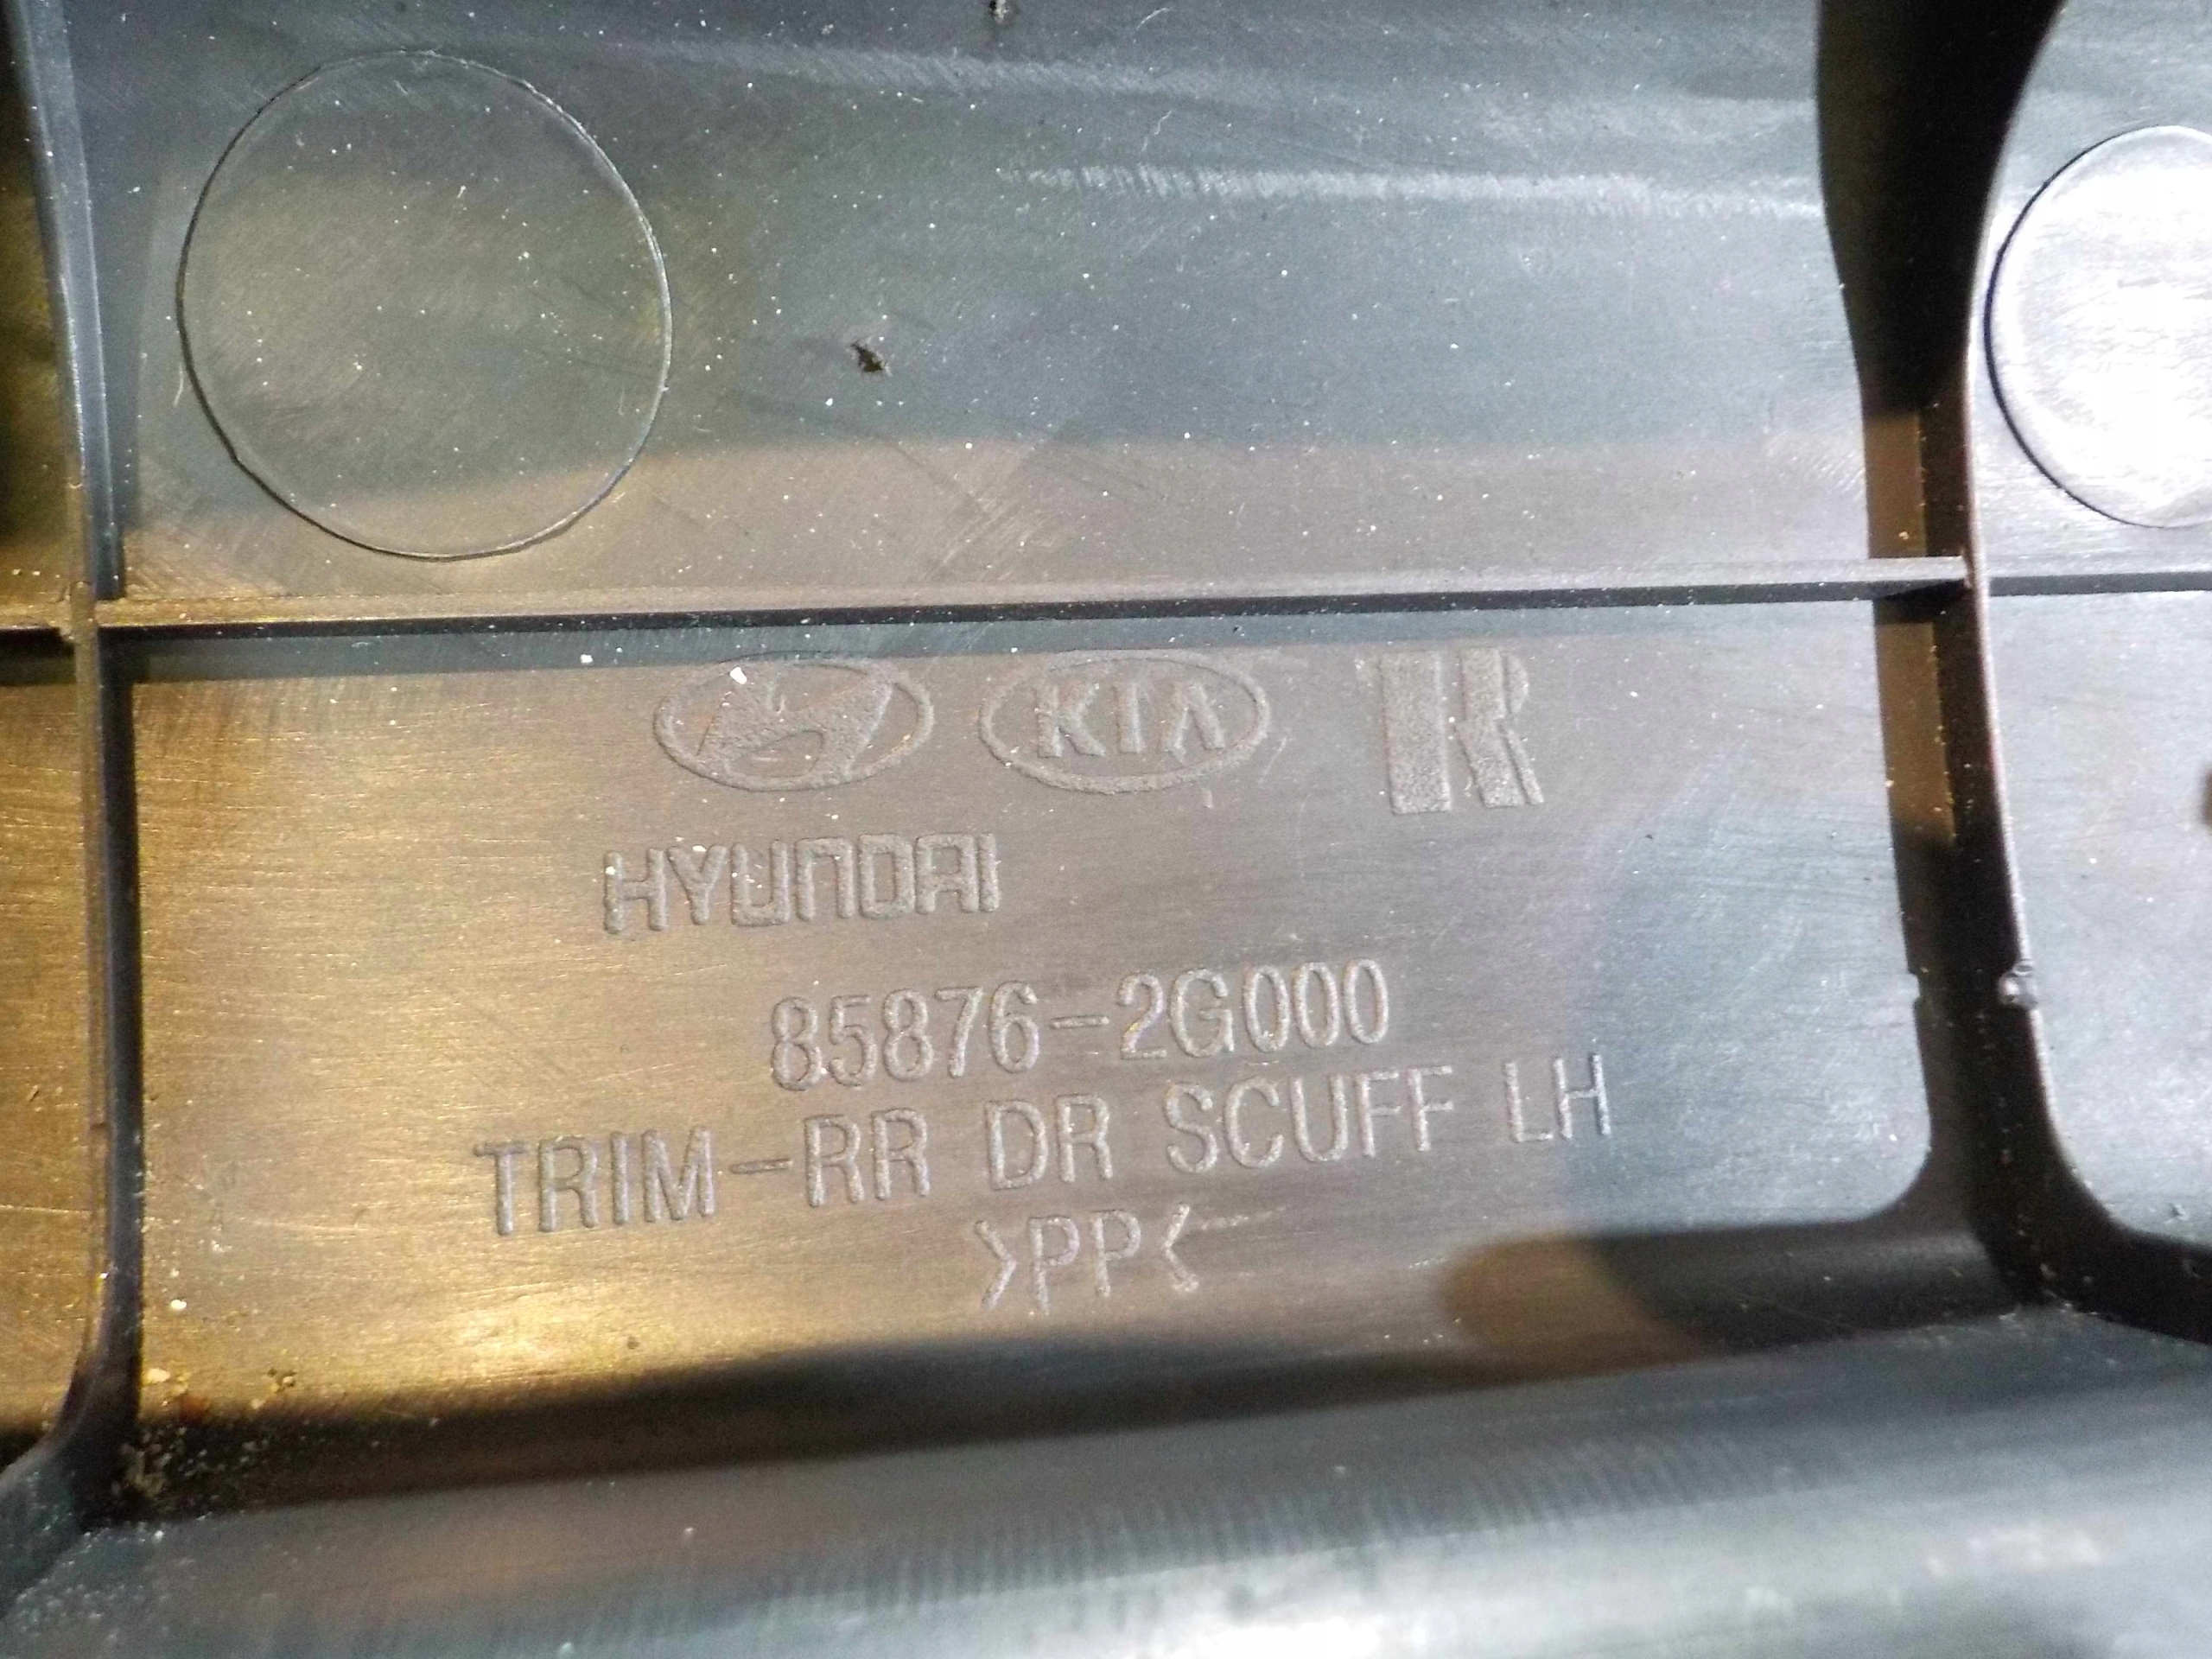 KIA
HYUNDAI
85876-2G000
TRIM-RR DR SCUFF LH
>PP<